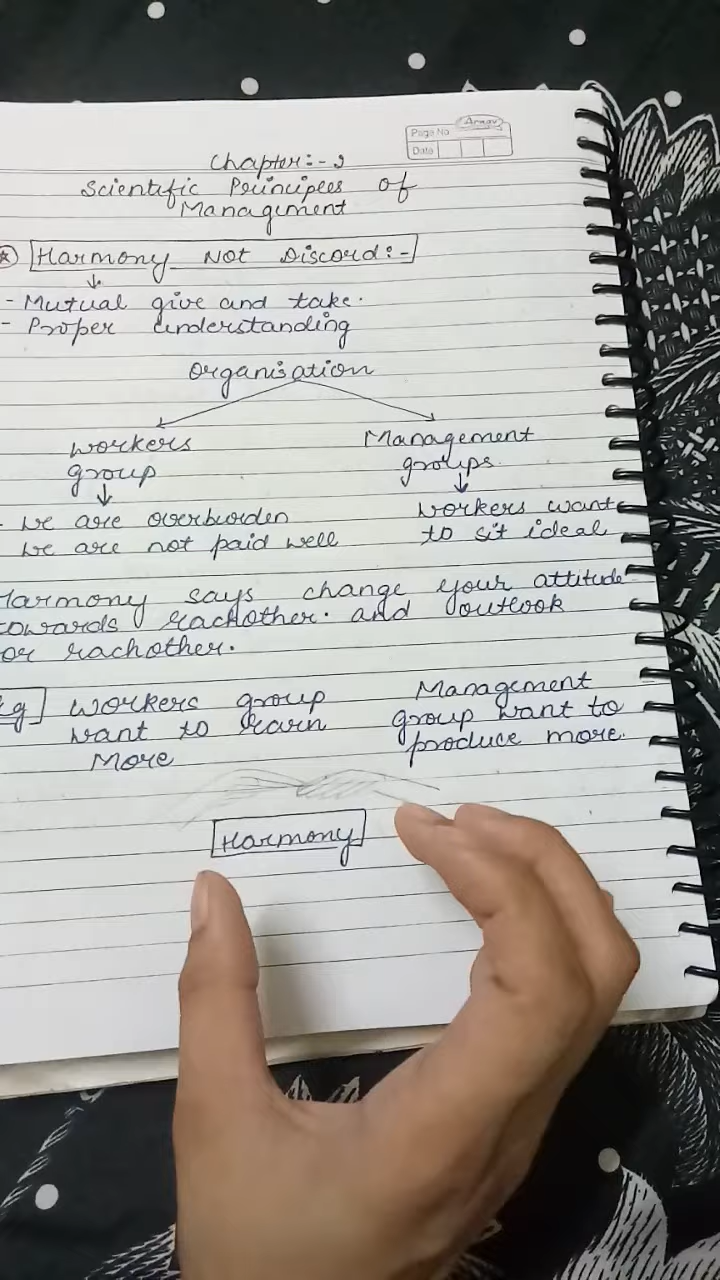 Page No
Arnav
Date
Chapter:- 2
Scientific Principles of
Management
Harmony Not Discord:-
- Mutual give and take.
- Proper understanding
Organisation
Workers
group
Management
groups.
- we are overburden
we are not paid well
Workers wants
to sit ideal
Harmony says change your attitude
towards eachother. and outlook
for eachother.
Eg Workers group
want to earn
More
Management
group want to
produce more.
Harmony